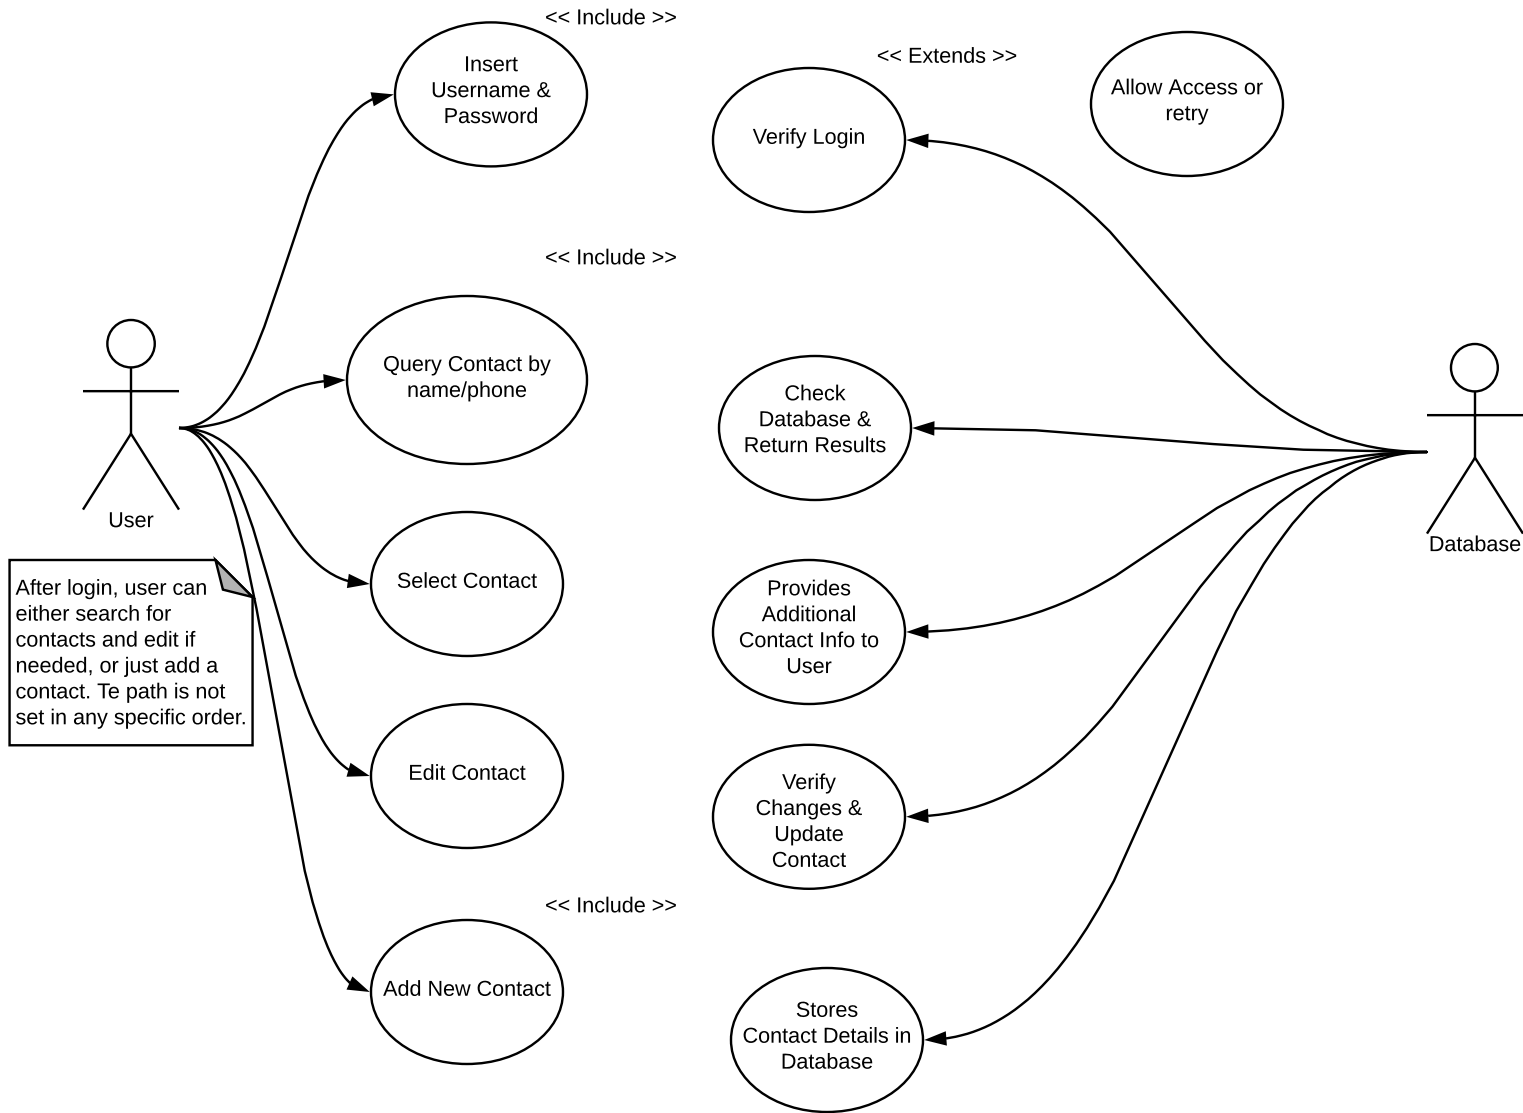 << Include >>
Insert
Username &
Password
<< Extends >>
Allow Access or
retry
Verify Login
<< Include >>
Query Contact by
name/phone
Check
Database &
Return Results
User
Database
After login, user can
either search for
contacts and edit if
needed, or just add a
contact. Te path is not
set in any specific order.
Select Contact
Provides
Additional
Contact Info to
User
Edit Contact
Verify
Changes &
Update
Contact
<< Include >>
Add New Contact
Stores
Contact Details in
Database